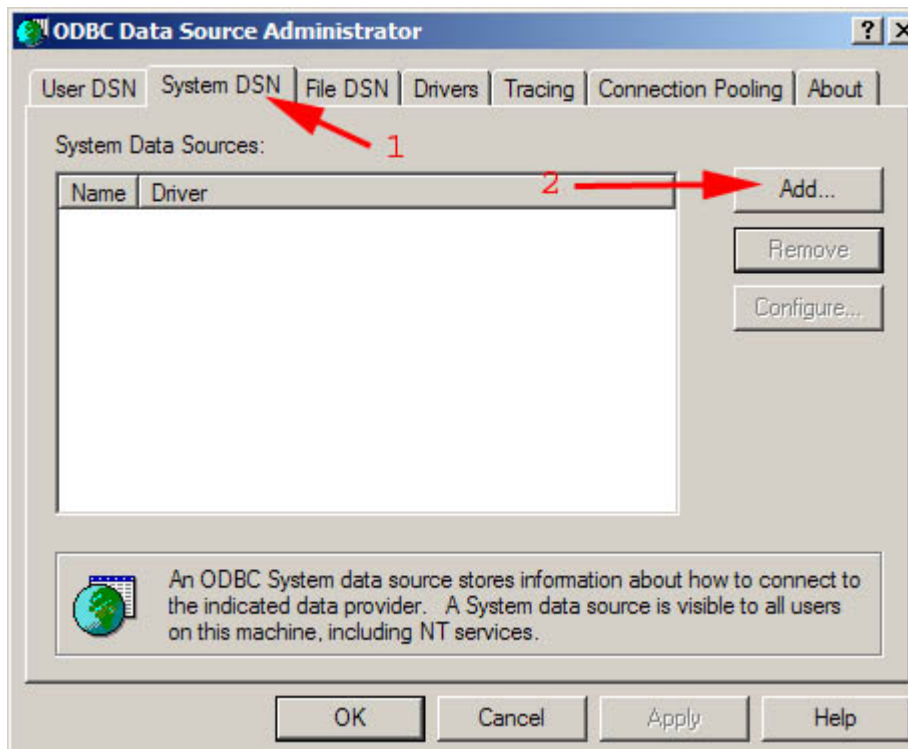 ODBC Data Source Administrator
User DSN System DSN File DSN Drivers Tracing Connection Pooling About
1
System Data Sources:
Name Driver
2
Add...
Remove
Configure...
An ODBC System data source stores information about how to connect to
the indicated data provider. A System data source is visible to all users
on this machine, including NT services.
OK Cancel Apply Help